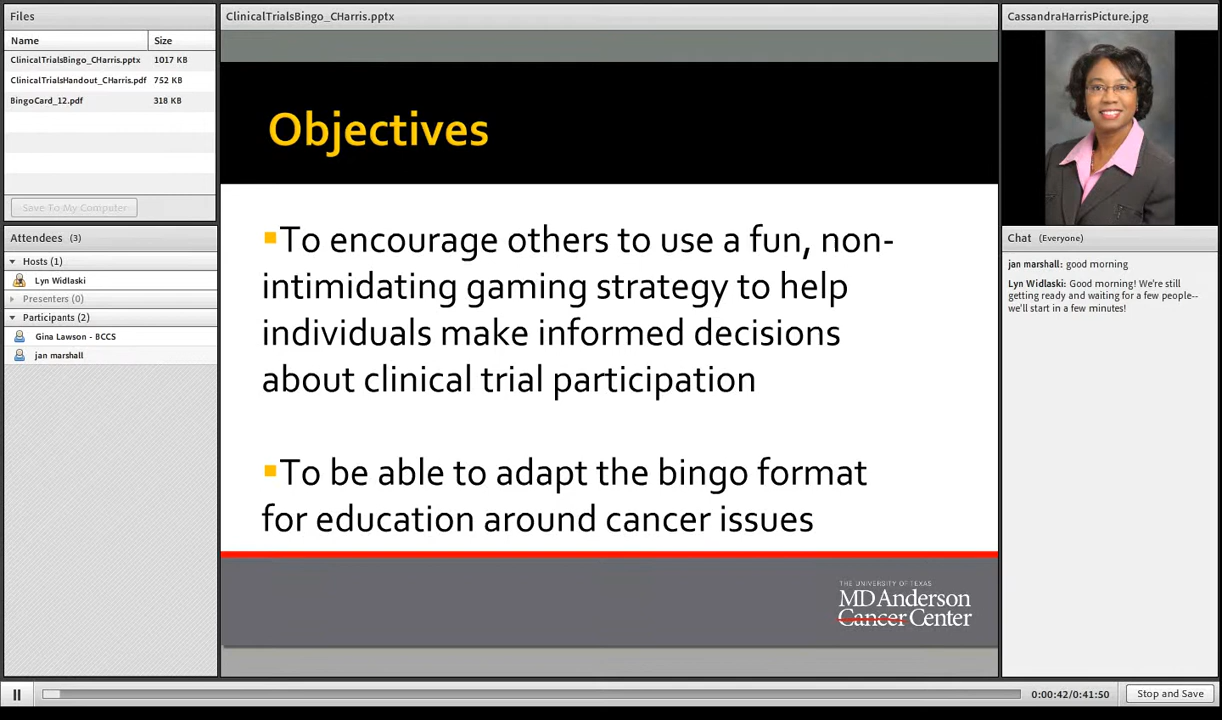 Files
Name Size
ClinicalTrialsBingo_CHarris.pptx 1017 KB
ClinicalTrialsHandout_CHarris.pdf 752 KB
BingoCard_12.pdf 318 KB
Save To My Computer
Attendees (3)
Hosts (1)
Lyn Widlaski
Presenters (0)
Participants (2)
Gina Lawson - BCCS
jan marshall
ClinicalTrialsBingo_CHarris.pptx
Objectives
To encourage others to use a fun, non-
intimidating gaming strategy to help
individuals make informed decisions
about clinical trial participation
To be able to adapt the bingo format
for education around cancer issues
THE UNIVERSITY OF TEXAS
MD Anderson
Cancer Center
CassandraHarrisPicture.jpg
Chat (Everyone)
jan marshall: good morning
Lyn Widlaski: Good morning! We're still
getting ready and waiting for a few people--
we'll start in a few minutes!
0:00:42/0:41:50
Stop and Save